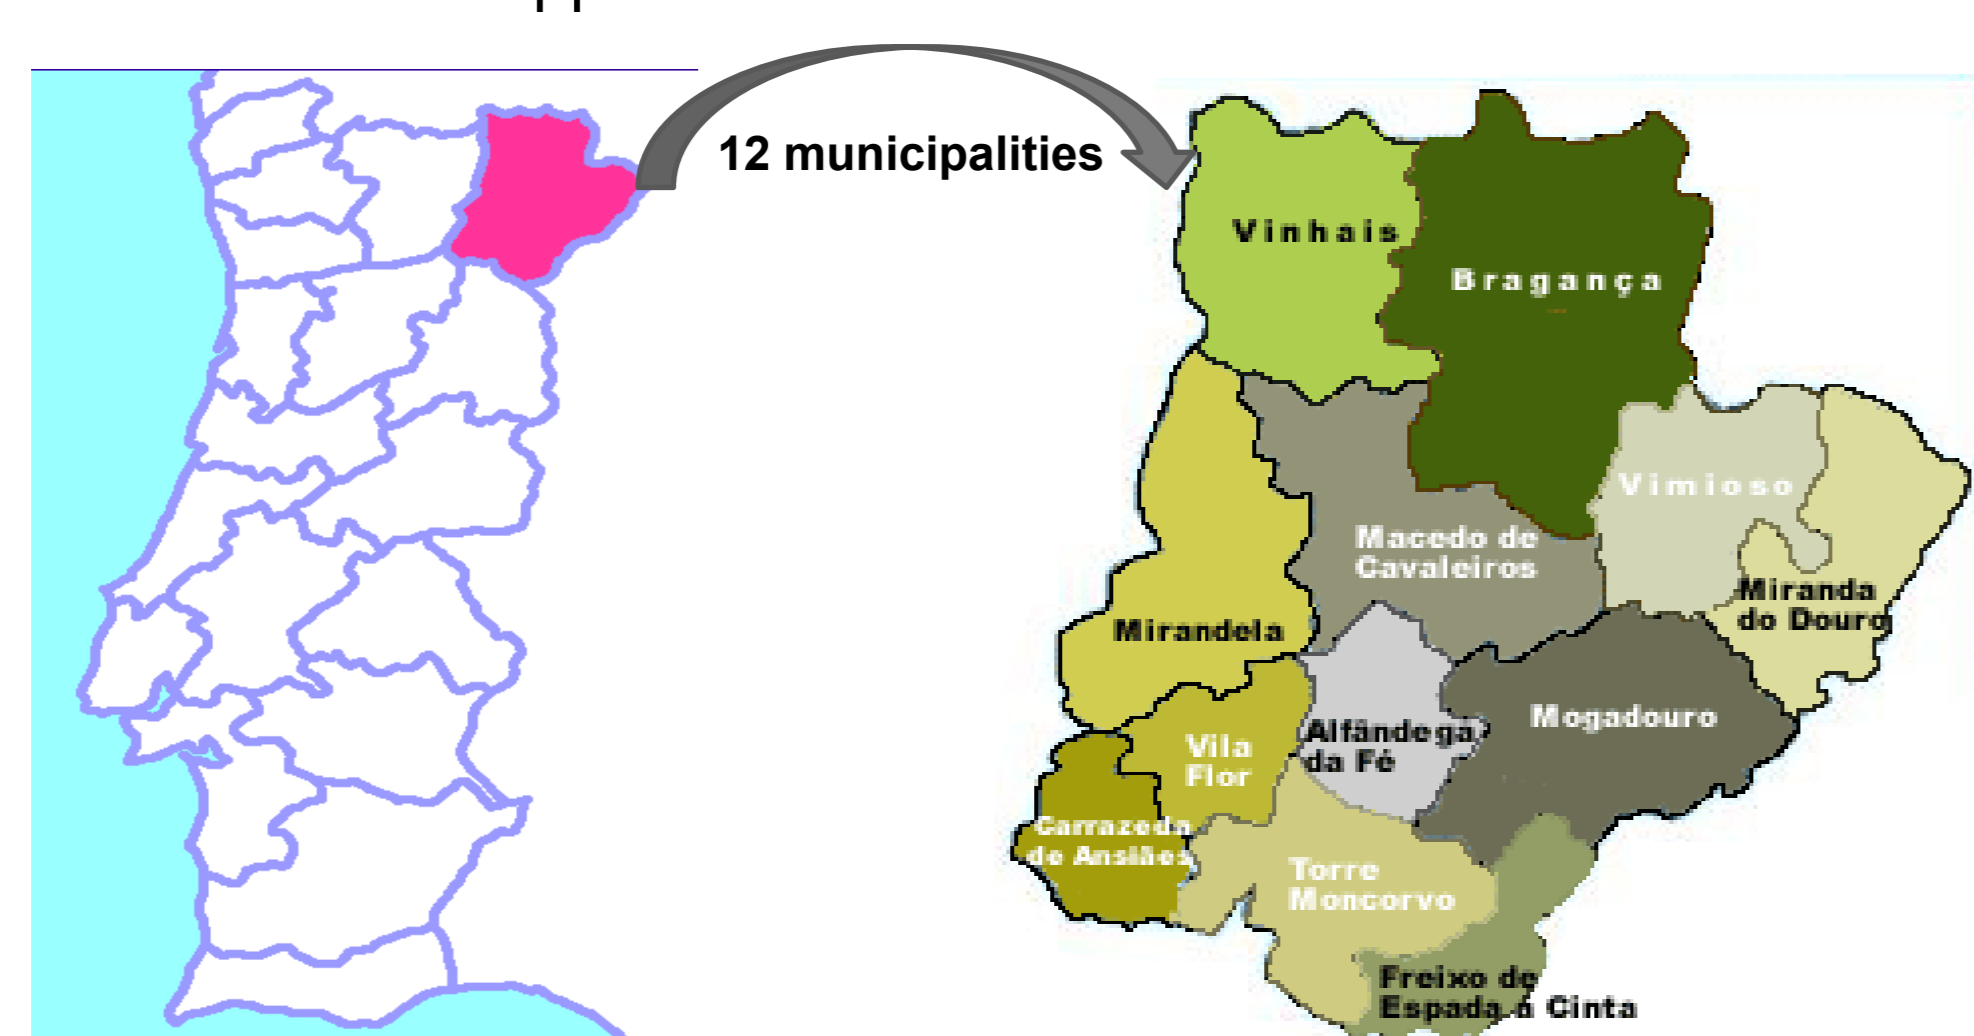 12 municipalities
Vinhais
Bragança
Vimioso
Macedo de
Cavaleiros
Miranda
do Douro
Mirandela
Mogadouro
Alfândega
da Fé
Vila
Flor
Carrazeda
de Ansiães
Torre
Moncorvo
Freixo de
Espada á Cinta